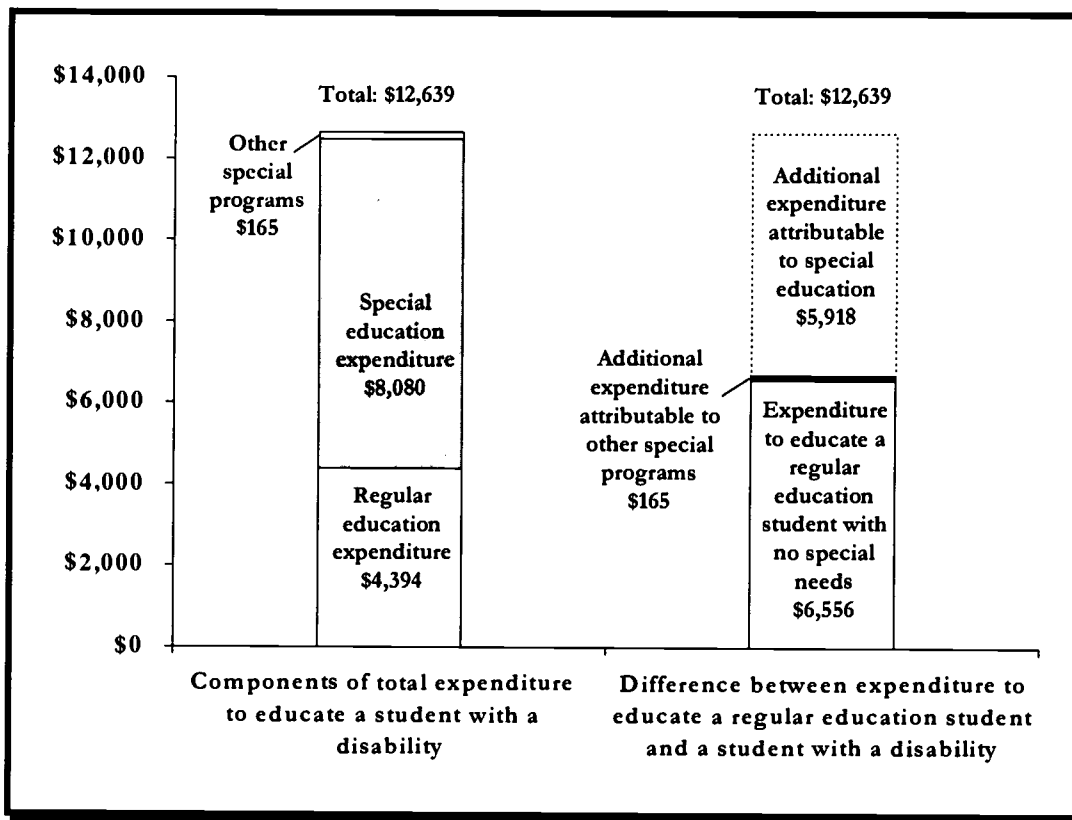 $14,000
$12,000
$10,000
$8,000
$6,000
$4,000
$2,000
$0
Total: $12,639
Other
special
programs
$165
Special
education
expenditure
$8,080
Regular
education
expenditure
$4,394
Components of total expenditure
to educate a student with a
disability
Total: $12,639
Additional
expenditure
attributable
to special
education
$5,918
Additional
expenditure
attributable to
other special
programs
$165
Expenditure
to educate a
regular
education
student with
no special
needs
$6,556
Difference between expenditure to
educate a regular education student
and a student with a disability